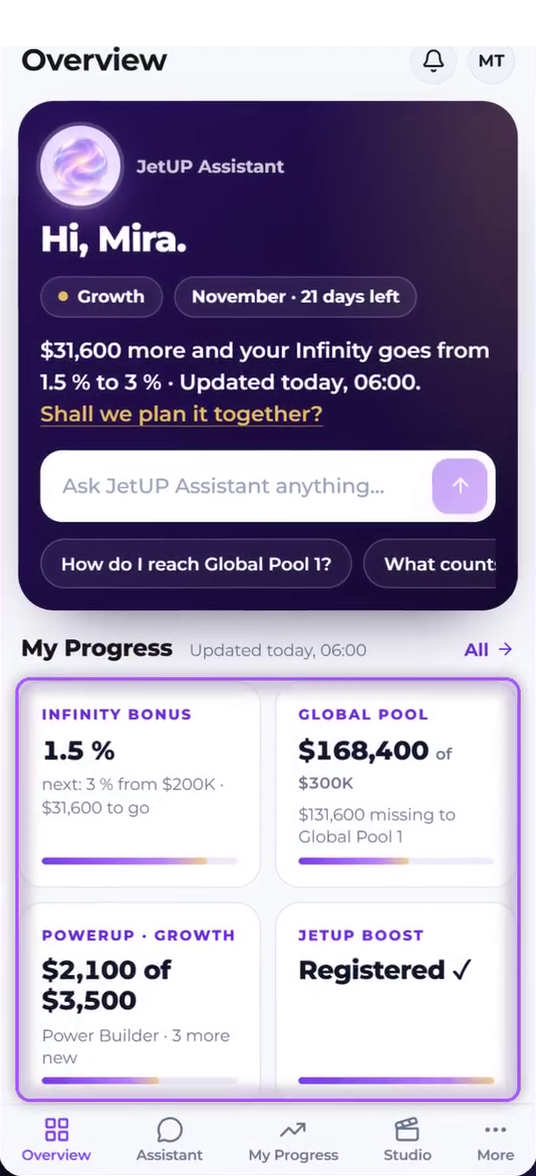 Overview
MT
JetUP Assistant
Hi, Mira.
Growth
November · 21 days left
$31,600 more and your Infinity goes from
1.5 % to 3 % · Updated today, 06:00.
Shall we plan it together?
Ask JetUP Assistant anything...
How do I reach Global Pool 1?
What counts
My Progress
Updated today, 06:00
All →
INFINITY BONUS
1.5 %
next: 3 % from $200K ·
$31,600 to go
GLOBAL POOL
$168,400 of
$300K
$131,600 missing to
Global Pool 1
POWERUP · GROWTH
$2,100 of
$3,500
Power Builder · 3 more
new
JETUP BOOST
Registered ✓
Overview
Assistant
My Progress
Studio
More